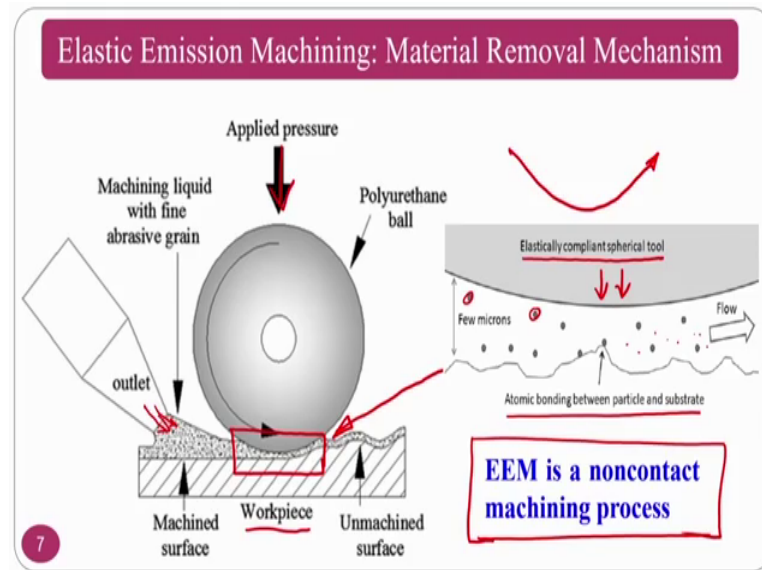 Elastic Emission Machining: Material Removal Mechanism
Applied pressure
Machining liquid
with fine
abrasive grain
Polyurethane
ball
outlet
Machined
surface
Workpiece
Unmachined
surface
Elastically compliant spherical tool
Few microns
Flow
Atomic bonding between particle and substrate
EEM is a noncontact
machining process
7